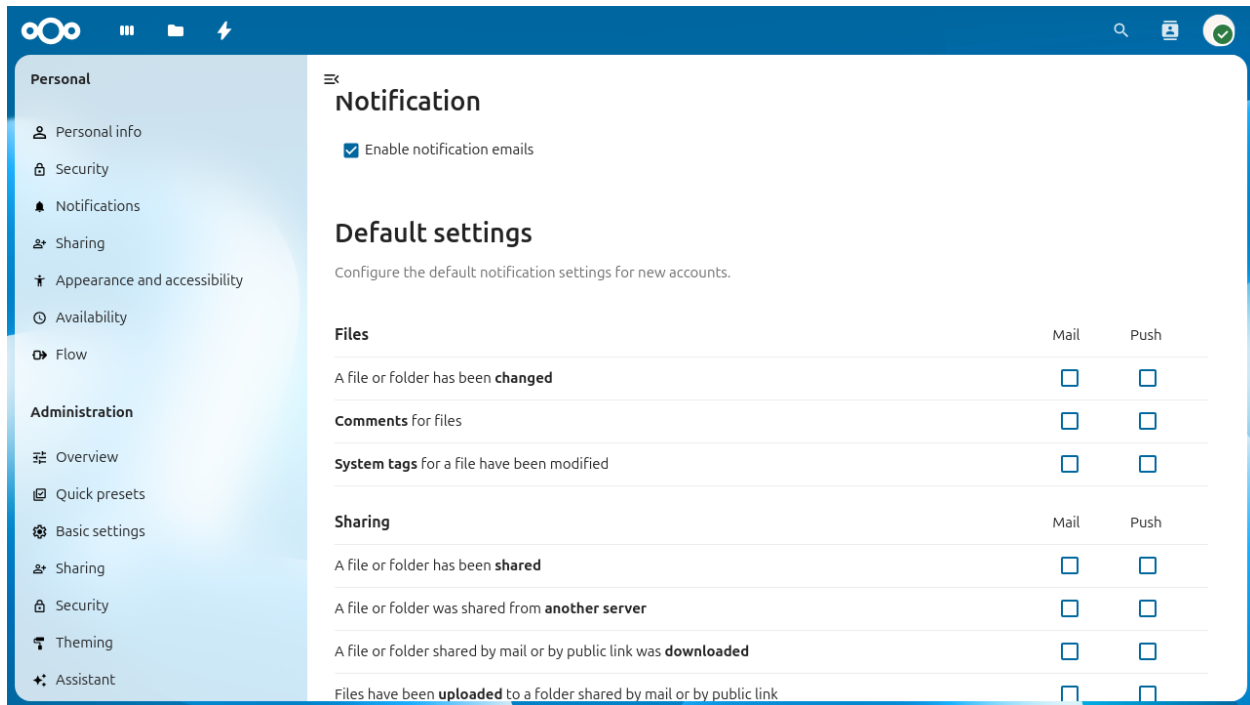 Personal
Personal info
Security
Notifications
Sharing
Appearance and accessibility
Availability
Flow
Administration
Overview
Quick presets
Basic settings
Sharing
Security
Theming
Assistant
Notification
Enable notification emails
Default settings
Configure the default notification settings for new accounts.
Files Mail Push
A file or folder has been changed
Comments for files
System tags for a file have been modified
Sharing Mail Push
A file or folder has been shared
A file or folder was shared from another server
A file or folder shared by mail or by public link was downloaded
Files have been uploaded to a folder shared by mail or by public link